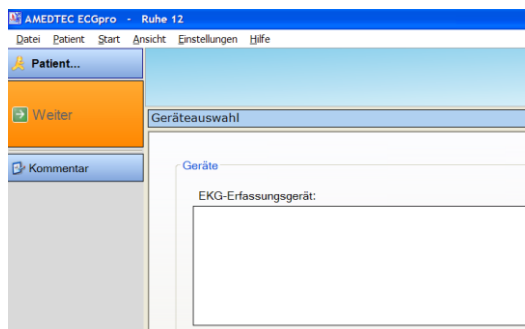 AMEDTEC ECGpro - Ruhe 12
Datei Patient Start Ansicht Einstellungen Hilfe
Patient...
Weiter
Geräteauswahl
Kommentar
Geräte
EKG-Erfassungsgerät: